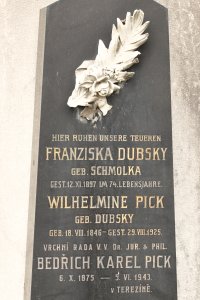 HIER RUHEN UNSERE TEUEREN
FRANZISKA DUBSKY
GEB. SCHMOLKA
GEST. 12. XI. 1897 IM 74. LEBENSJAHRE.
WILHELMINE PICK
GEB. DUBSKY
GEB. 18. VII. 1846 – GEST. 29. VIII. 1925.
VRCHNÍ RADA V.V. DR. JUR. & PHIL.
BEDŘICH KAREL PICK
6. X. 1875 — 5. VI. 1943.
V TEREZÍNĚ.